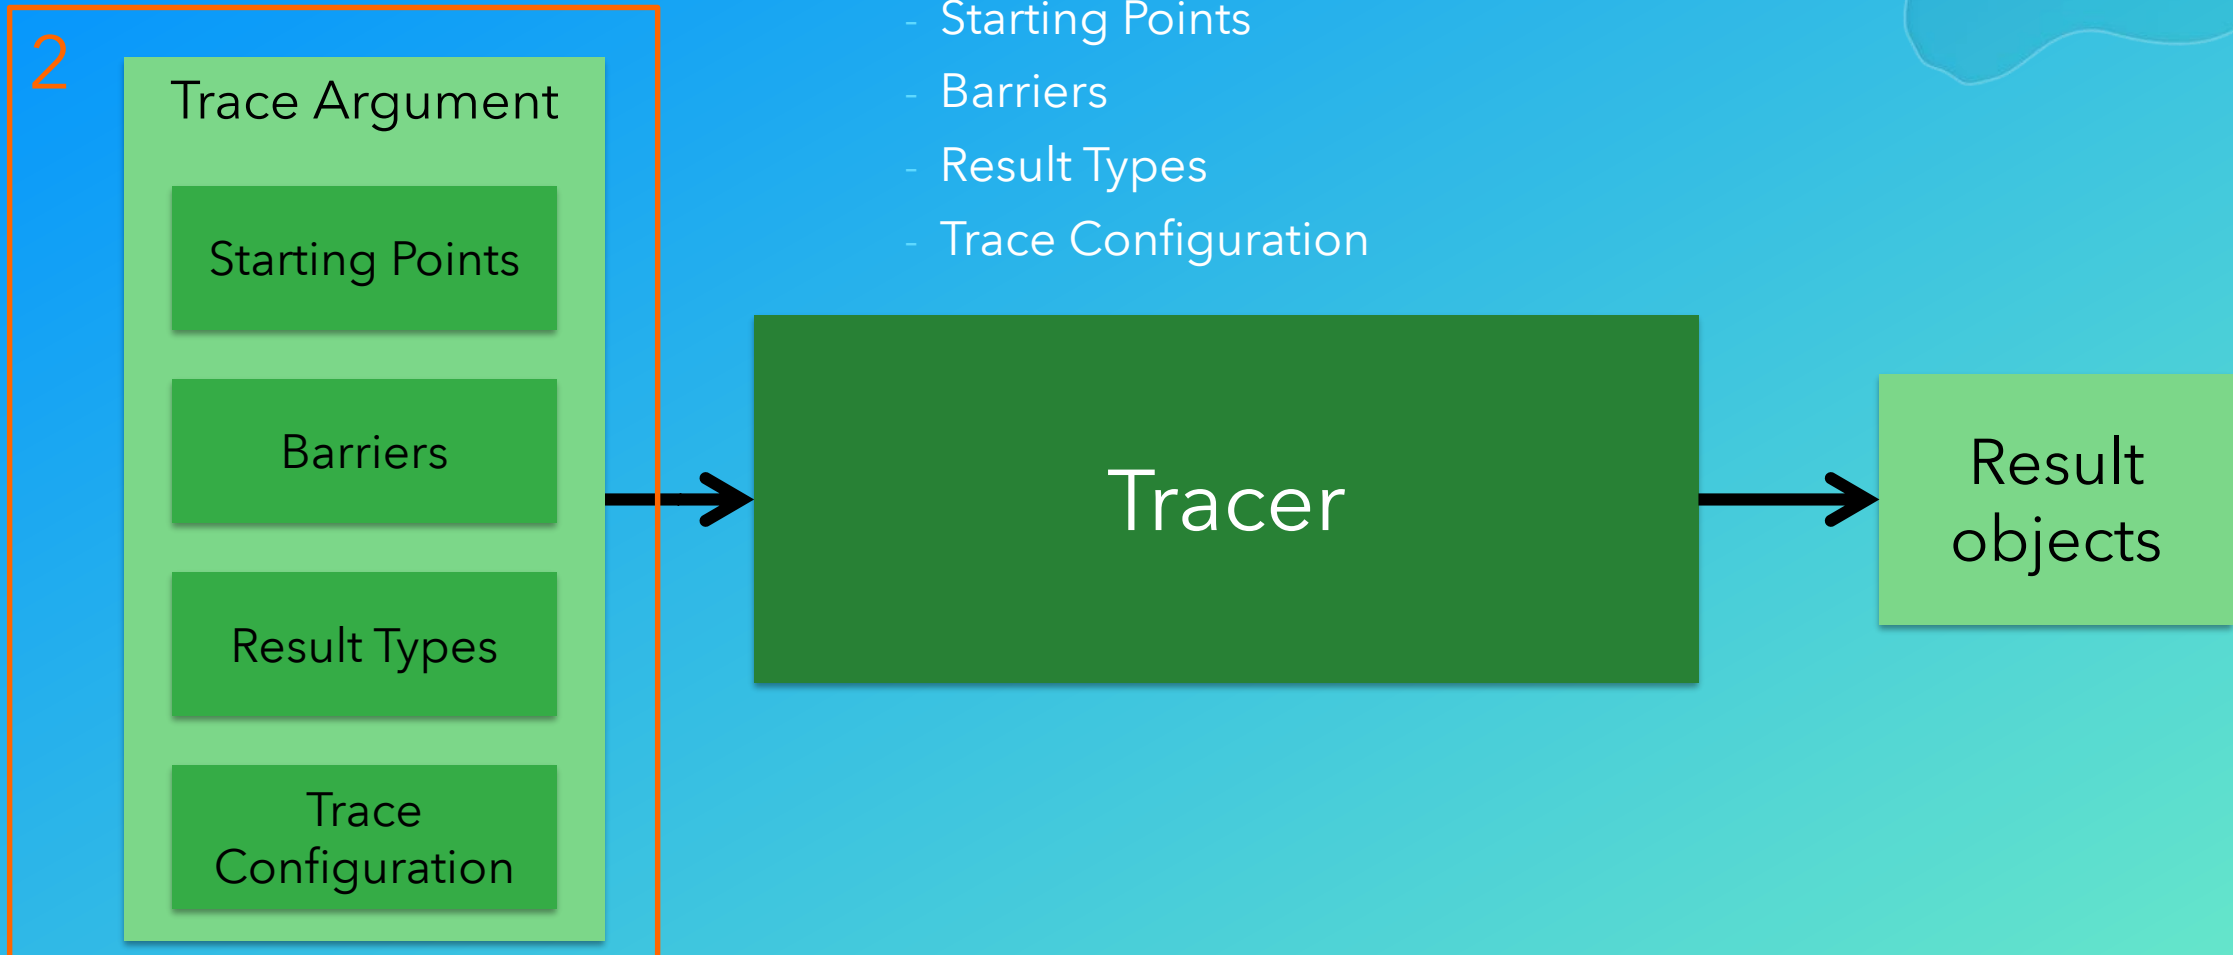 2
Trace Argument
Starting Points
Barriers
Result Types
Trace
Configuration
- Starting Points
- Barriers
- Result Types
- Trace Configuration
Tracer
Result
objects